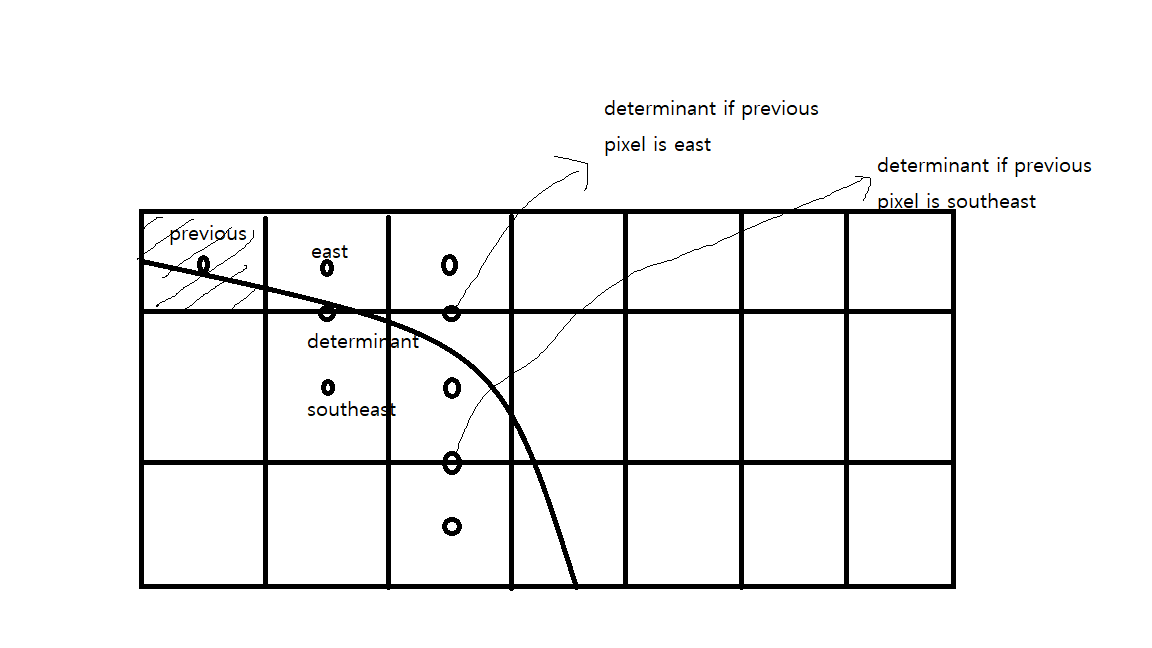 determinant if previous
pixel is east
determinant if previous
pixel is southeast
previous
east
determinant
southeast